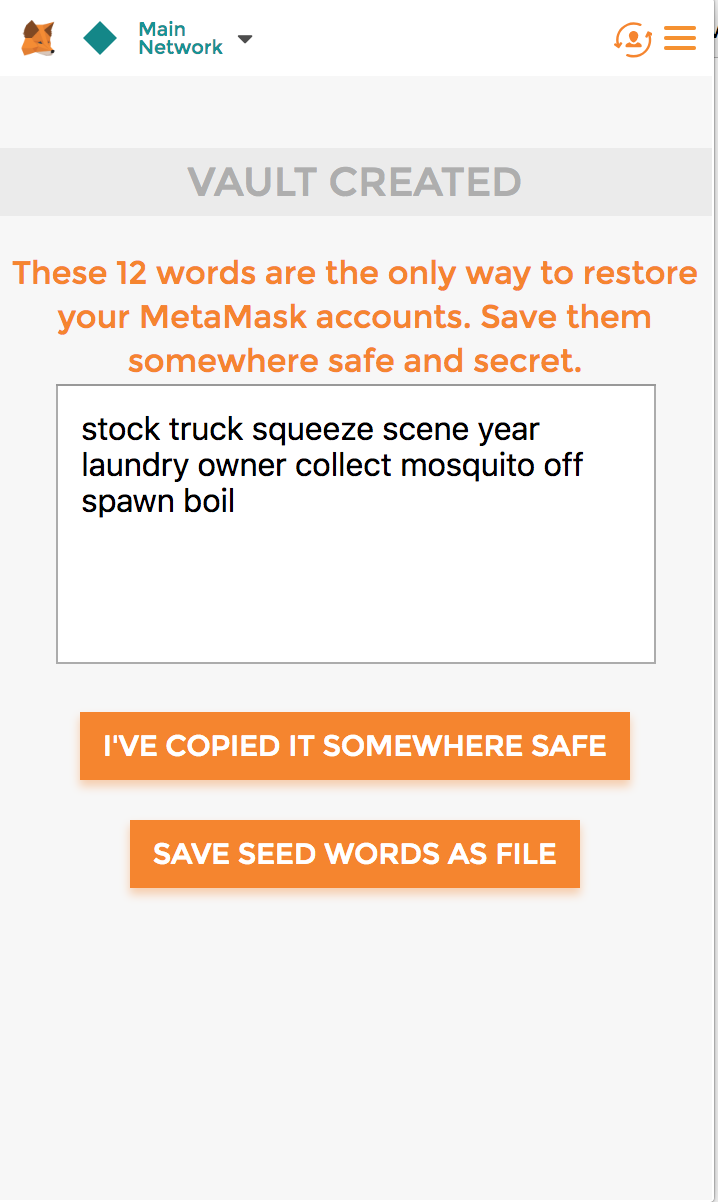 Main
Network
VAULT CREATED
These 12 words are the only way to restore
your MetaMask accounts. Save them
somewhere safe and secret.
stock truck squeeze scene year
laundry owner collect mosquito off
spawn boil
I'VE COPIED IT SOMEWHERE SAFE
SAVE SEED WORDS AS FILE